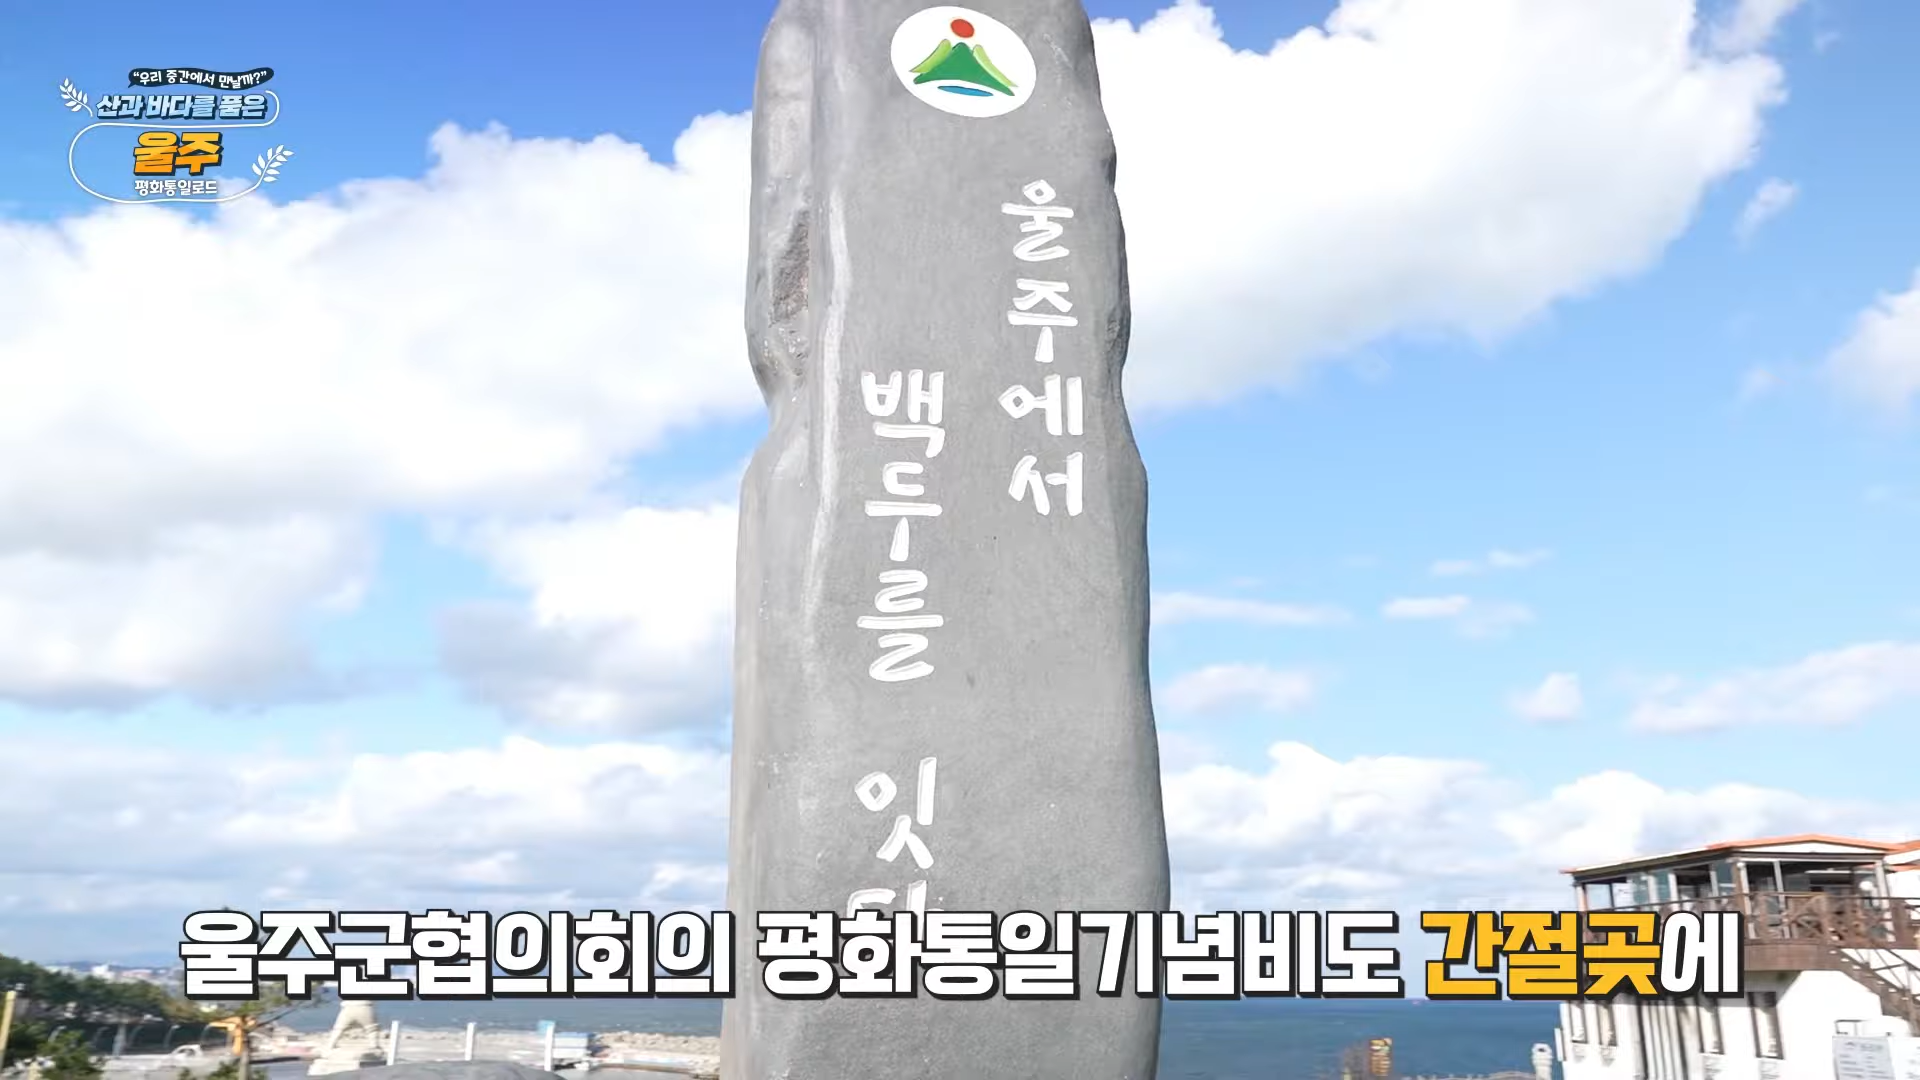 "우리 중간에서 만날까?"
산과 바다를 품은
울주
평화통일로드
울주에서
백두를 잇다
울주군협의회의 평화통일기념비도 간절곶에